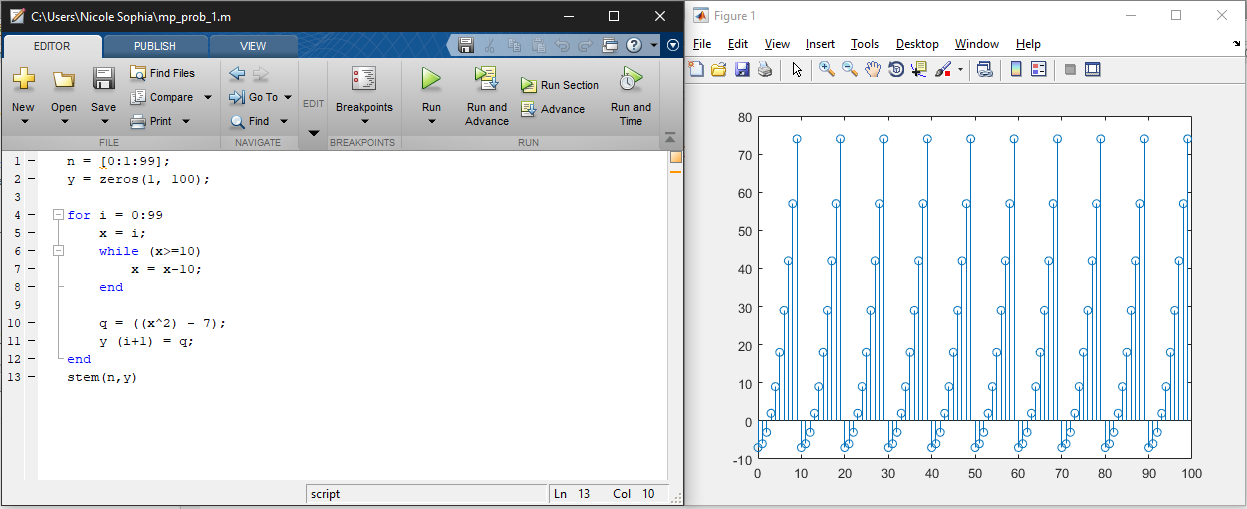 C:\Users\Nicole Sophia\mp_prob_1.m
EDITOR PUBLISH VIEW
New
Open
Save
Find Files
Compare
Print
FILE
Go To
Find
NAVIGATE
EDIT
Breakpoints
BREAKPOINTS
Run
Run and Advance
Run Section
Advance
Run and Time
RUN
1 – n = [0:1:99];
2 – y = zeros(1, 100);
3
4 – for i = 0:99
5 – x = i;
6 – while (x>=10)
7 – x = x-10;
8 – end
9
10 – q = ((x^2) - 7);
11 – y (i+1) = q;
12 – end
13 – stem(n,y)
script Ln 13 Col 10
Figure 1
File Edit View Insert Tools Desktop Window Help
80
70
60
50
40
30
20
10
0
-10
0 10 20 30 40 50 60 70 80 90 100